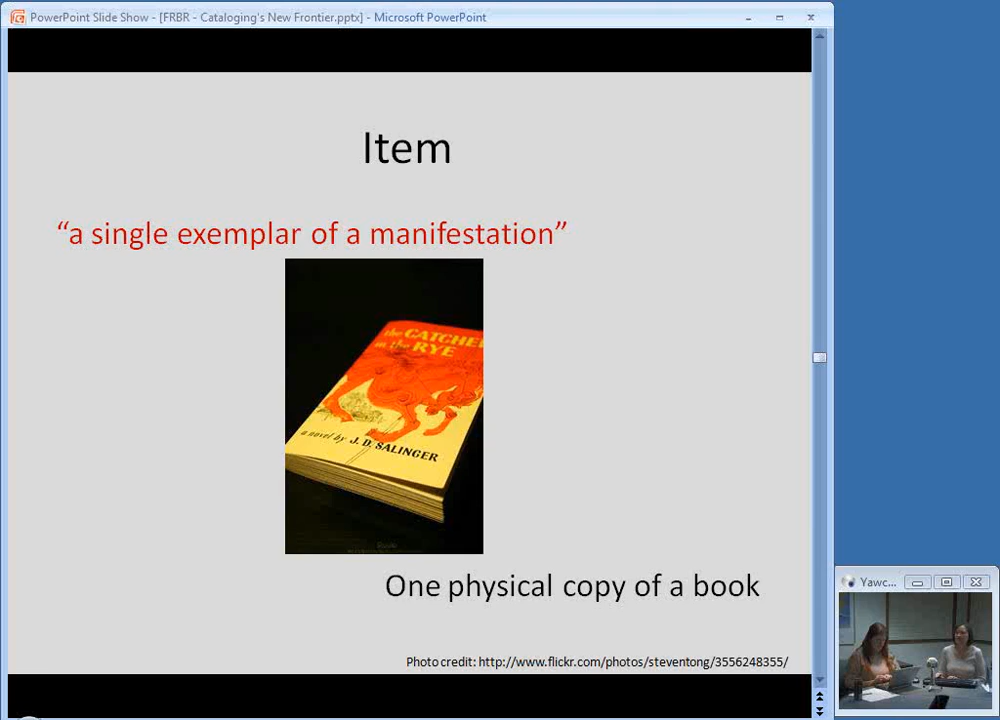 PowerPoint Slide Show - [FRBR - Cataloging's New Frontier.pptx] - Microsoft PowerPoint
Item
“a single exemplar of a manifestation”
the CATCHER
in the RYE
a novel by J. D. SALINGER
One physical copy of a book
Photo credit: http://www.flickr.com/photos/steventong/3556248355/
Yawc...